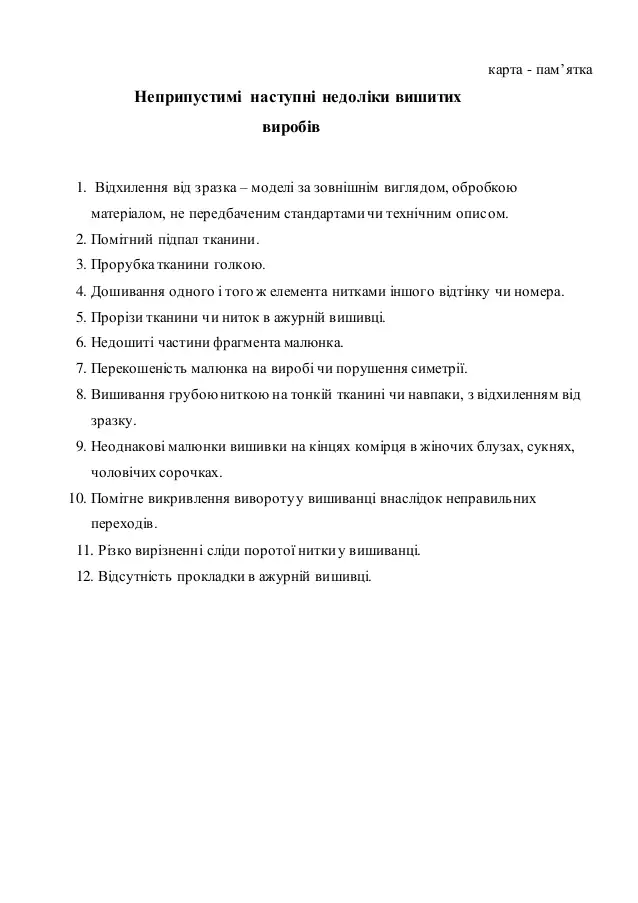 карта - пам’ятка
Неприпустимі наступні недоліки вишитих
виробів
1. Відхилення від зразка – моделі за зовнішнім виглядом, обробкою
матеріалом, не передбаченим стандартами чи технічним описом.
2. Помітний підпал тканини.
3. Прорубка тканини голкою.
4. Дошивання одного і того ж елемента нитками іншого відтінку чи номера.
5. Прорізи тканини чи ниток в ажурній вишивці.
6. Недошиті частини фрагмента малюнка.
7. Перекошеність малюнка на виробі чи порушення симетрії.
8. Вишивання грубою ниткою на тонкій тканині чи навпаки, з відхиленням від
зразку.
9. Неоднакові малюнки вишивки на кінцях комірця в жіночих блузах, сукнях,
чоловічих сорочках.
10. Помітне викривлення вивороту у вишиванці внаслідок неправильних
переходів.
11. Різко вирізненні сліди поротої нитки у вишиванці.
12. Відсутність прокладки в ажурній вишивці.